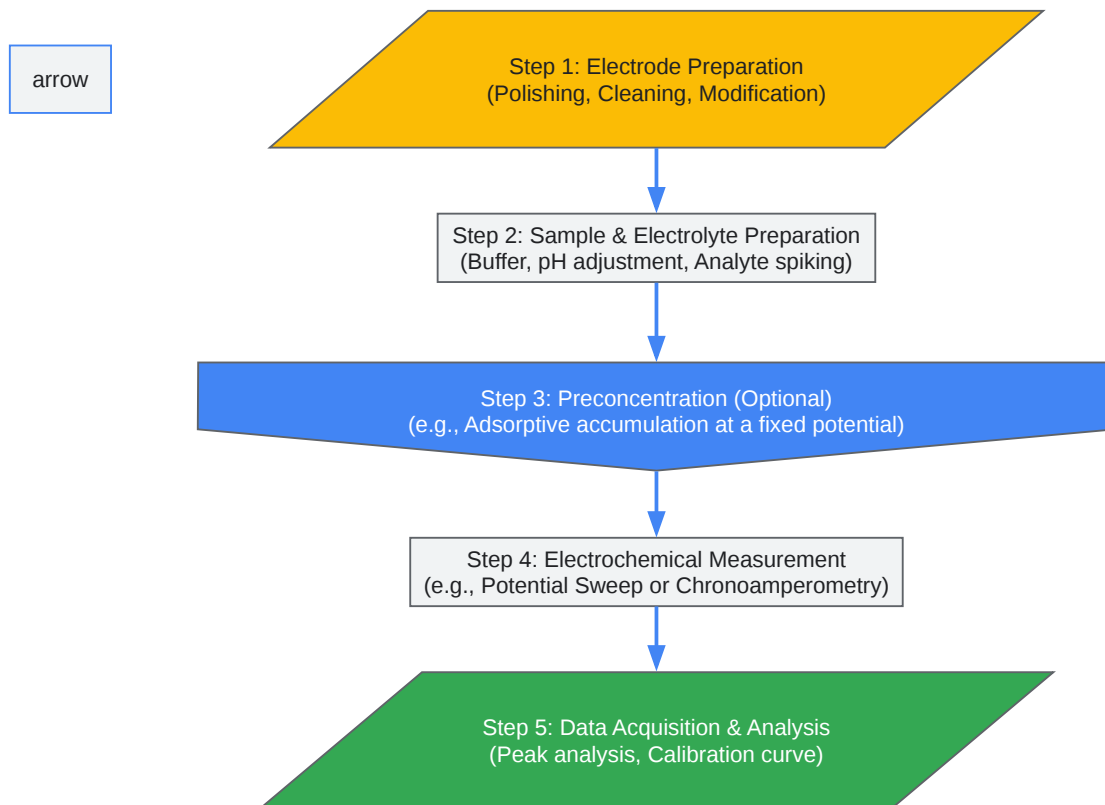 arrow
Step 1: Electrode Preparation
(Polishing, Cleaning, Modification)
Step 2: Sample & Electrolyte Preparation
(Buffer, pH adjustment, Analyte spiking)
Step 3: Preconcentration (Optional)
(e.g., Adsorptive accumulation at a fixed potential)
Step 4: Electrochemical Measurement
(e.g., Potential Sweep or Chronoamperometry)
Step 5: Data Acquisition & Analysis
(Peak analysis, Calibration curve)